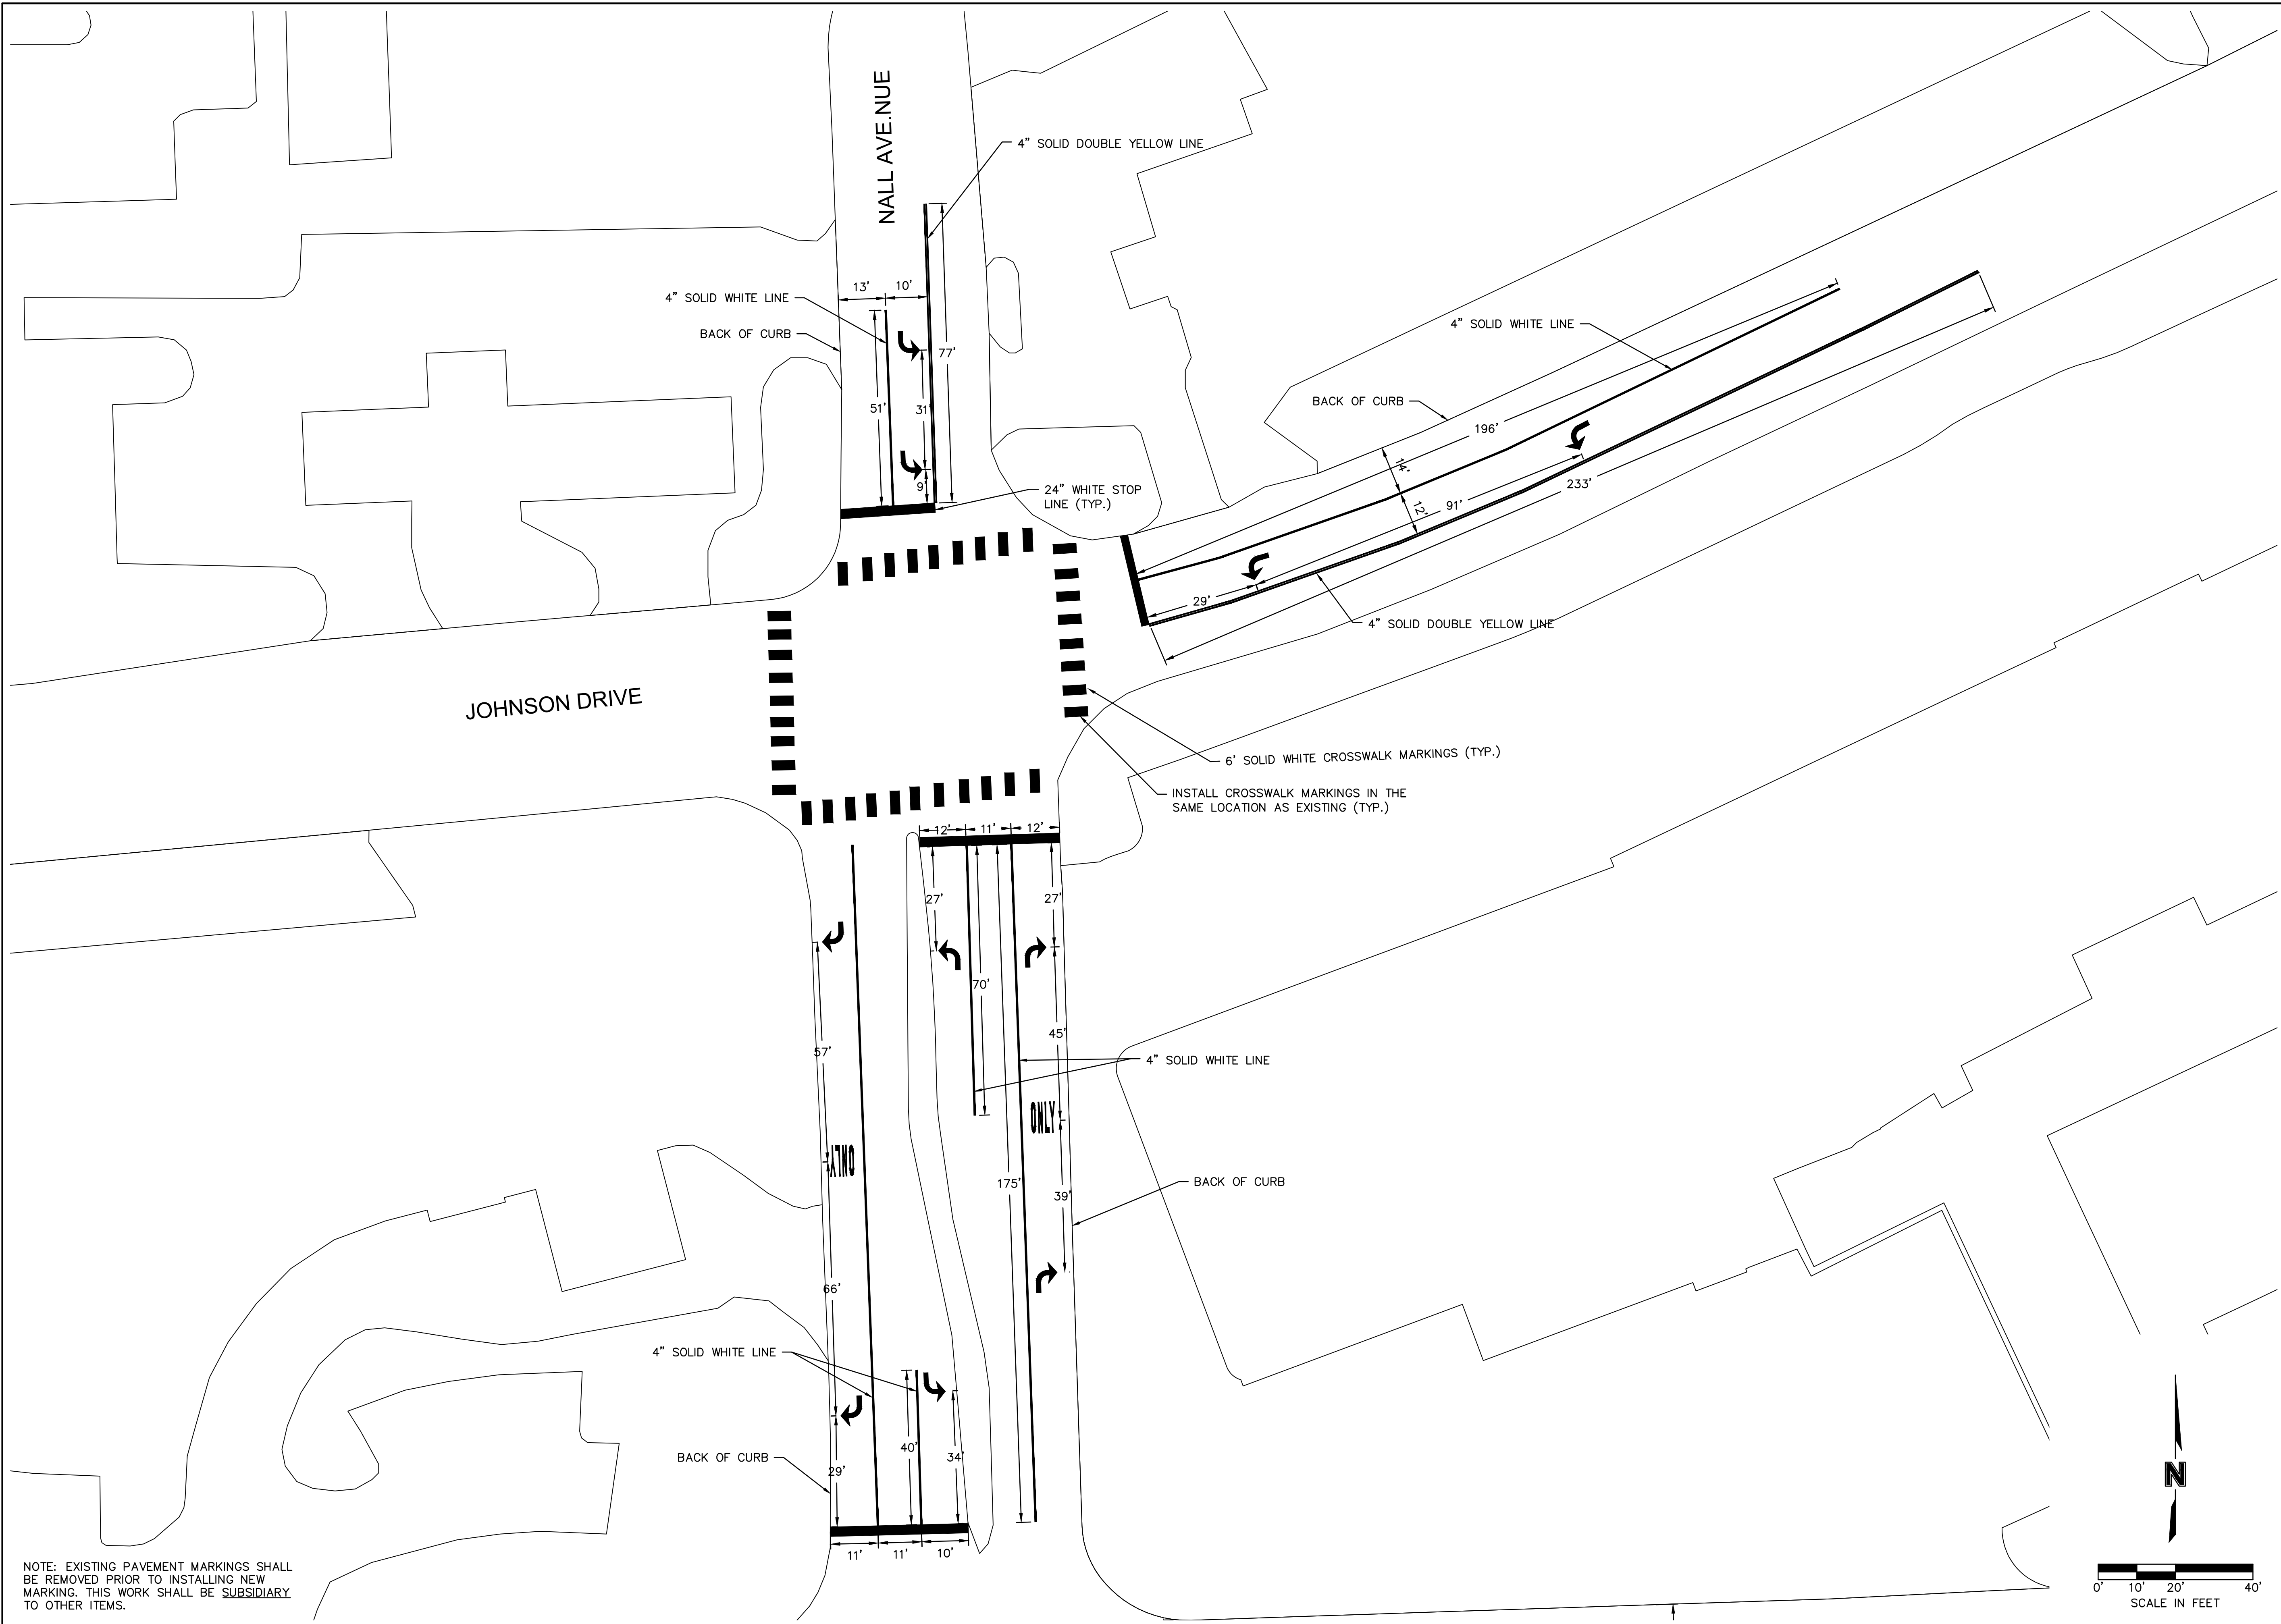 NALL AVE.NUE
4" SOLID DOUBLE YELLOW LINE
13'
10'
4" SOLID WHITE LINE
BACK OF CURB
77'
51'
31'
9'
24" WHITE STOP
LINE (TYP.)
4" SOLID WHITE LINE
BACK OF CURB
196'
14'
12'
91'
233'
29'
4" SOLID DOUBLE YELLOW LINE
JOHNSON DRIVE
6' SOLID WHITE CROSSWALK MARKINGS (TYP.)
INSTALL CROSSWALK MARKINGS IN THE
SAME LOCATION AS EXISTING (TYP.)
12'
11'
12'
27'
27'
70'
45'
57'
4" SOLID WHITE LINE
ONLY
ONLY
175'
39'
BACK OF CURB
66'
4" SOLID WHITE LINE
40'
34'
BACK OF CURB
29'
11'
11'
10'
NOTE: EXISTING PAVEMENT MARKINGS SHALL
BE REMOVED PRIOR TO INSTALLING NEW
MARKING. THIS WORK SHALL BE SUBSIDIARY
TO OTHER ITEMS.
N
0' 10' 20' 40'
SCALE IN FEET